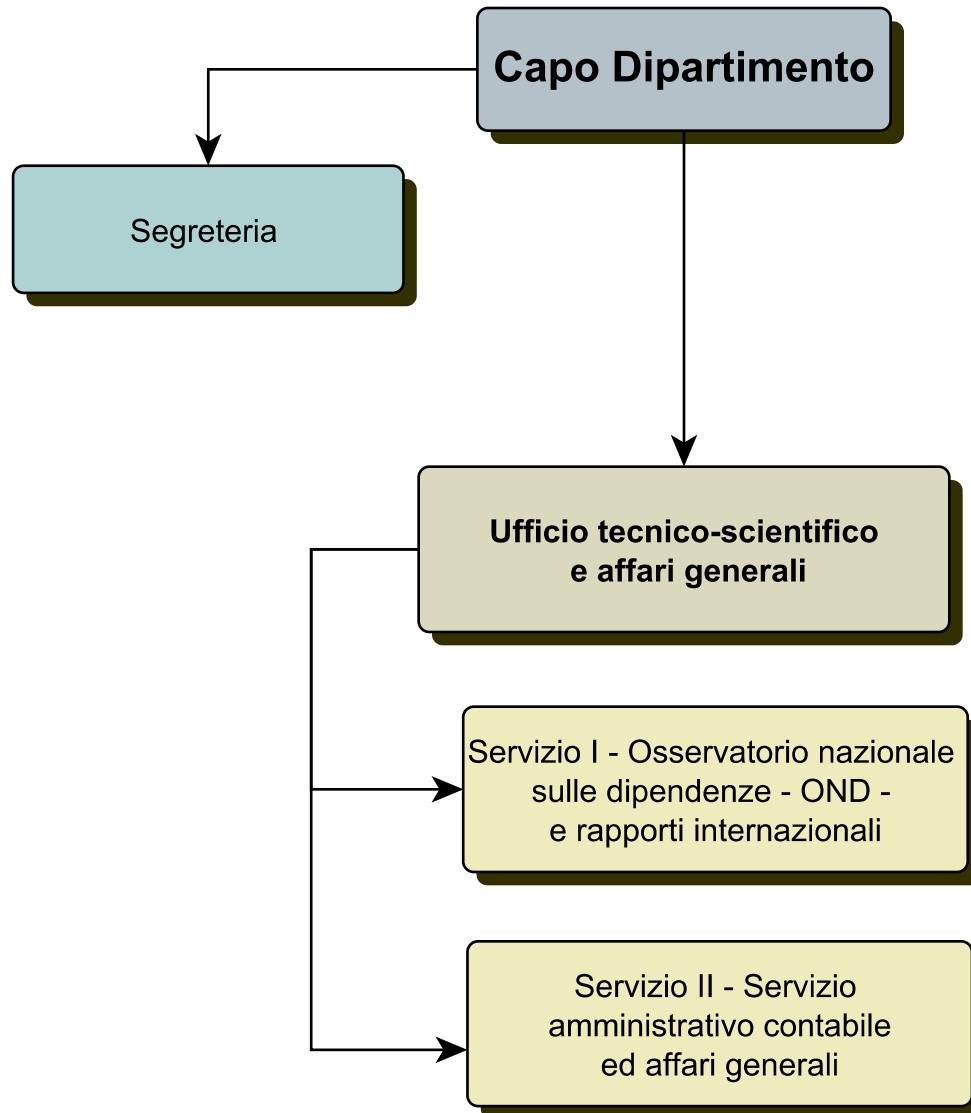 Capo Dipartimento
Segreteria
Ufficio tecnico-scientifico
e affari generali
Servizio I - Osservatorio nazionale
sulle dipendenze - OND -
e rapporti internazionali
Servizio II - Servizio
amministrativo contabile
ed affari generali